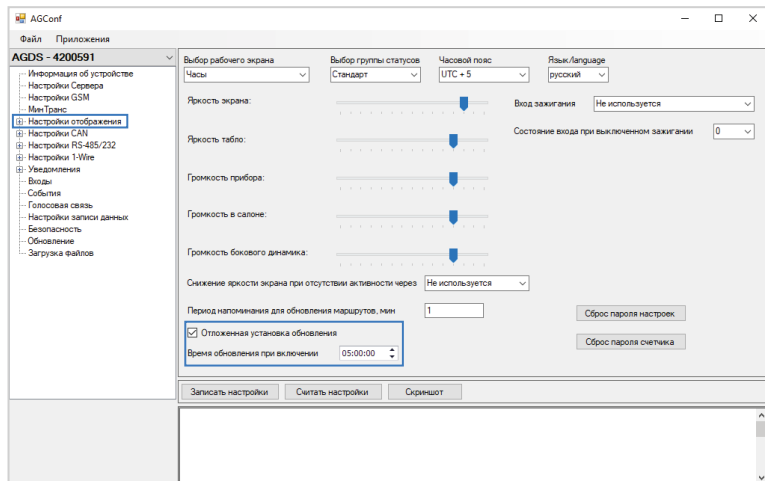 AGConf
Файл Приложения
AGDS - 4200591
Информация об устройстве
Настройки Сервера
Настройки GSM
МинТранс
Настройки отображения
Настройки CAN
Настройки RS-485/232
Настройки 1-Wire
Уведомления
Входы
События
Голосовая связь
Настройки записи данных
Безопасность
Обновление
Загрузка файлов
Выбор рабочего экрана Выбор группы статусов Часовой пояс Язык/language
Часы Стандарт UTC + 5 русский
Яркость экрана: Вход зажигания Не используется
Состояние входа при выключенном зажигании 0
Яркость табло:
Громкость прибора:
Громкость в салоне:
Громкость бокового динамика:
Снижение яркости экрана при отсутствии активности через Не используется
Период напоминания для обновления маршрутов, мин 1 Сброс пароля настроек
Отложенная установка обновления
Время обновления при включении 05:00:00 Сброс пароля счетчика
Записать настройки Считать настройки Скриншот